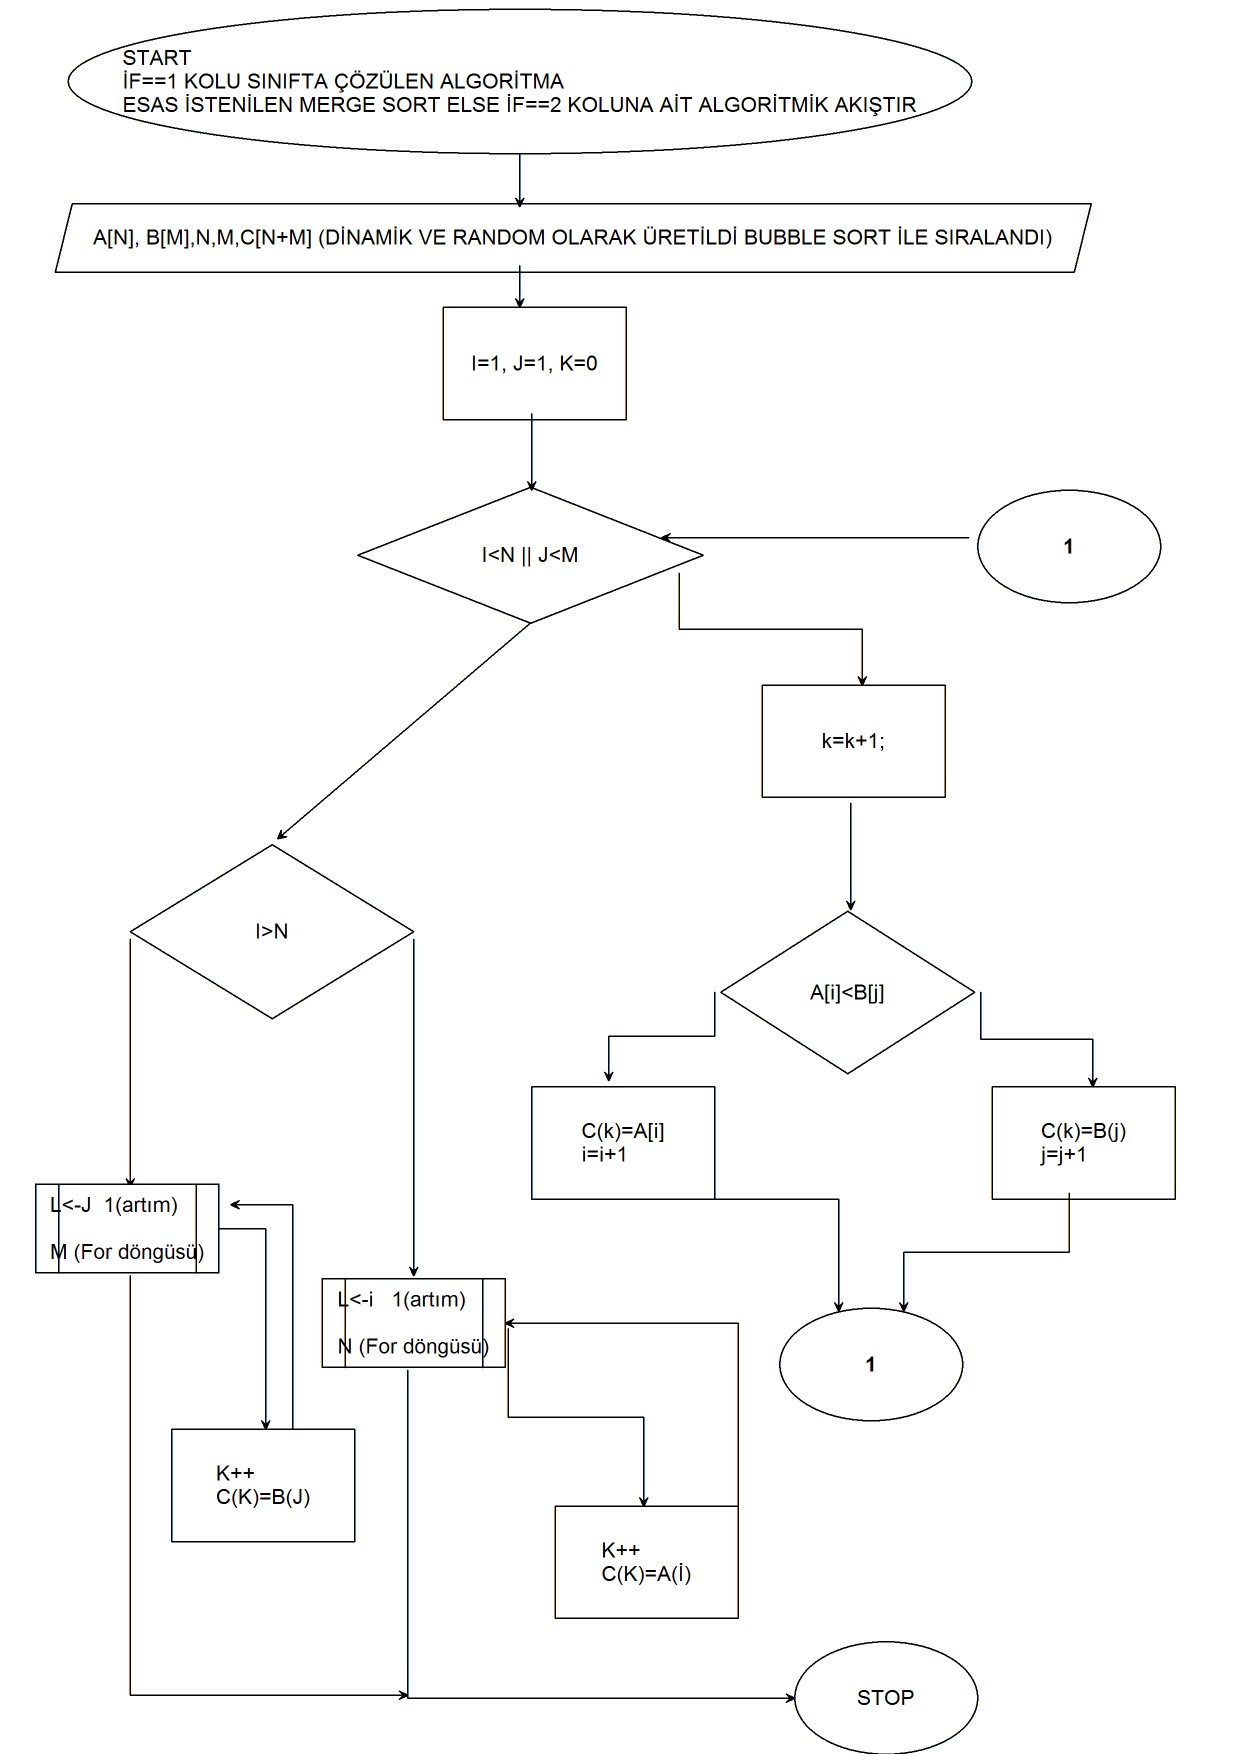 START
İF==1 KOLU SINIFTA ÇÖZÜLEN ALGORİTMA
ESAS İSTENİLEN MERGE SORT ELSE İF==2 KOLUNA AİT ALGORİTMİK AKIŞTIR
A[N], B[M],N,M,C[N+M] (DİNAMİK VE RANDOM OLARAK ÜRETİLDİ BUBBLE SORT İLE SIRALANDI)
I=1, J=1, K=0
I<N || J<M
1
k=k+1;
I>N
A[i]<B[j]
C(k)=A[i]
i=i+1
C(k)=B(j)
j=j+1
L<-J 1(artım)
M (For döngüsü)
L<-i 1(artım)
N (For döngüsü)
1
K++
C(K)=B(J)
K++
C(K)=A(İ)
STOP